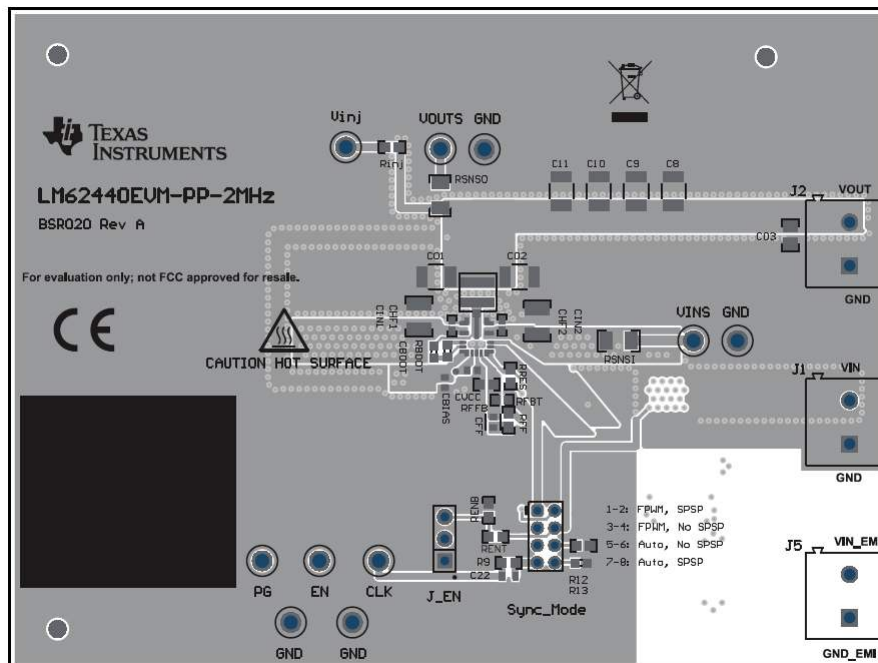 Vinj
VOUTS
GND
TEXAS
INSTRUMENTS
Rinj
RSNSO
C11
C10
C9
C8
J2
VOUT
LM62440EVM-PP-2MHz
BSR020 Rev A
CO3
CO1
CO2
For evaluation only; not FCC approved for resale.
GND
CIN1
CHF1
CHF2
CIN2
VINS
GND
CE
CAUTION HOT SURFACE
RSNSI
CBOOT
RBOOT
CBIAS
CVCC
RFFB
RPES
RFBT
CFF
RFF
J1
VIN
GND
RENB
RENT
1-2: FPWM, SPSP
3-4: FPWM, No SPSP
5-6: Auto, No SPSP
7-8: Auto, SPSP
J5
VIN_EMI
R9
C22
R12
R13
PG
EN
CLK
J_EN
Sync_Mode
GND
GND
GND_EMI